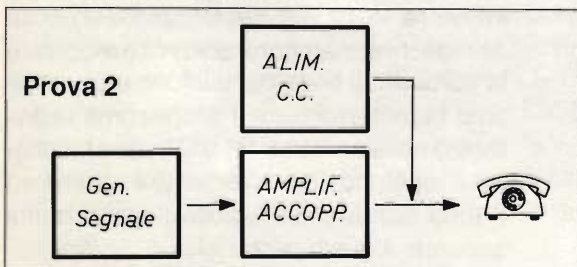 Prova 2
ALIM.
C.C.
Gen.
Segnale
AMPLIF.
ACCOPP.